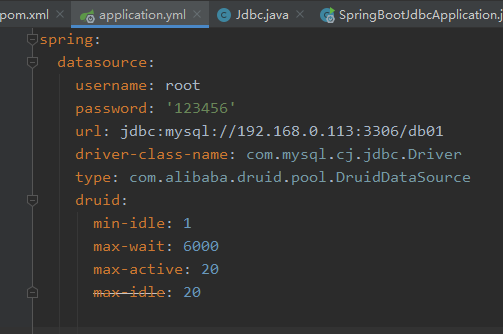 pom.xml × application.yml × Jdbc.java × SpringBootJdbcApplication.j
spring:
  datasource:
    username: root
    password: '123456'
    url: jdbc:mysql://192.168.0.113:3306/db01
    driver-class-name: com.mysql.cj.jdbc.Driver
    type: com.alibaba.druid.pool.DruidDataSource
    druid:
      min-idle: 1
      max-wait: 6000
      max-active: 20
      max-idle: 20